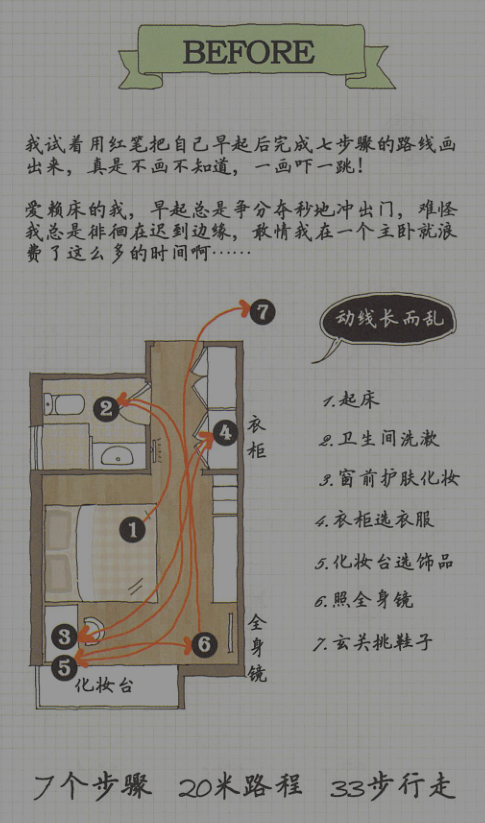 BEFORE
我试着用红笔把自己早起后完成七步骤的路线画
出来，真是不画不知道，一画吓一跳！
爱赖床的我，早起总是争分夺秒地冲出门，难怪
我总是徘徊在迟到边缘，敢情我在一个主卧就浪
费了这么多的时间啊……
动线长而乱
7
2
4
1
3
5
6
衣柜
全身镜
化妆台
1.起床
2.卫生间洗漱
3.窗前护肤化妆
4.衣柜选衣服
5.化妆台选饰品
6.照全身镜
7.玄关挑鞋子
7个步骤 20米路程 33步行走